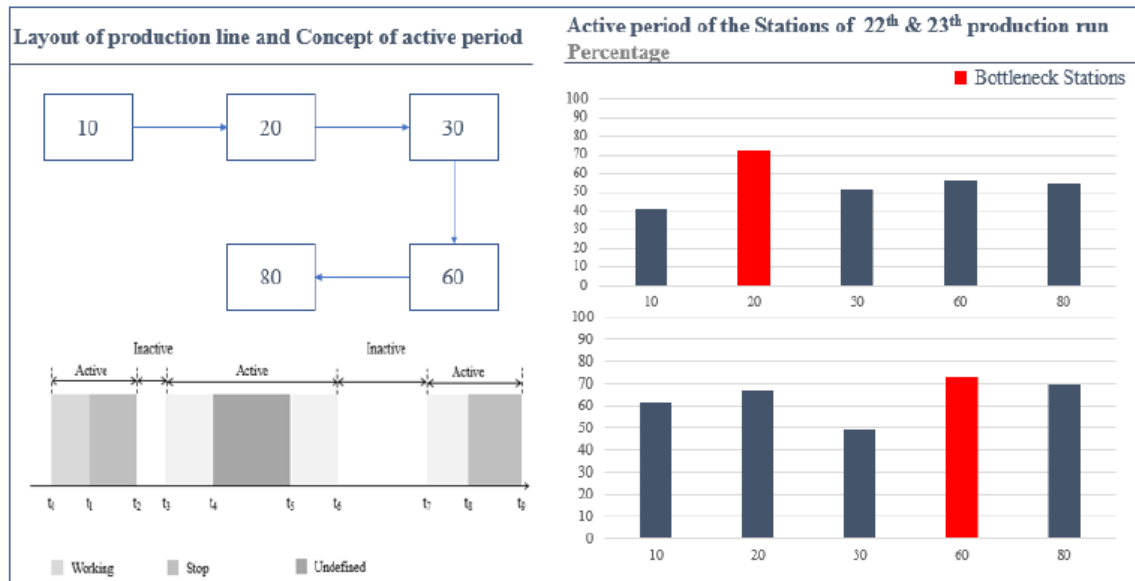 Layout of production line and Concept of active period
10
20
30
80
60
Inactive
Inactive
Active
Active
Active
t₁ t₁ t₂ t₃ t₄ t₅ t₆ t₇ t₈ t₉
Working
Stop
Undefined
Active period of the Stations of 22th & 23th production run
Percentage
Bottleneck Stations
100
90
80
70
60
50
40
30
20
10
0
10 20 30 60 80
100
90
80
70
60
50
40
30
20
10
0
10 20 30 60 80